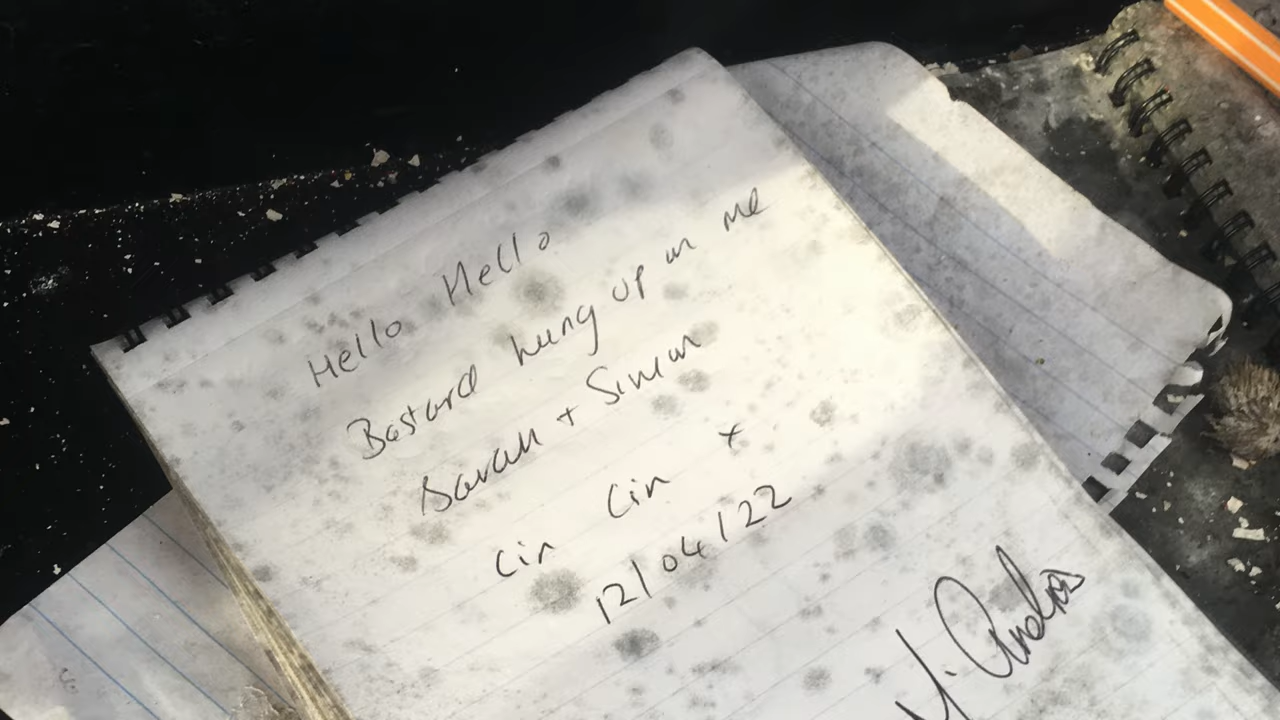 Hello Hello
Bastard hung up on me
Sarah + Simon
Cin Cin x
12/04/22